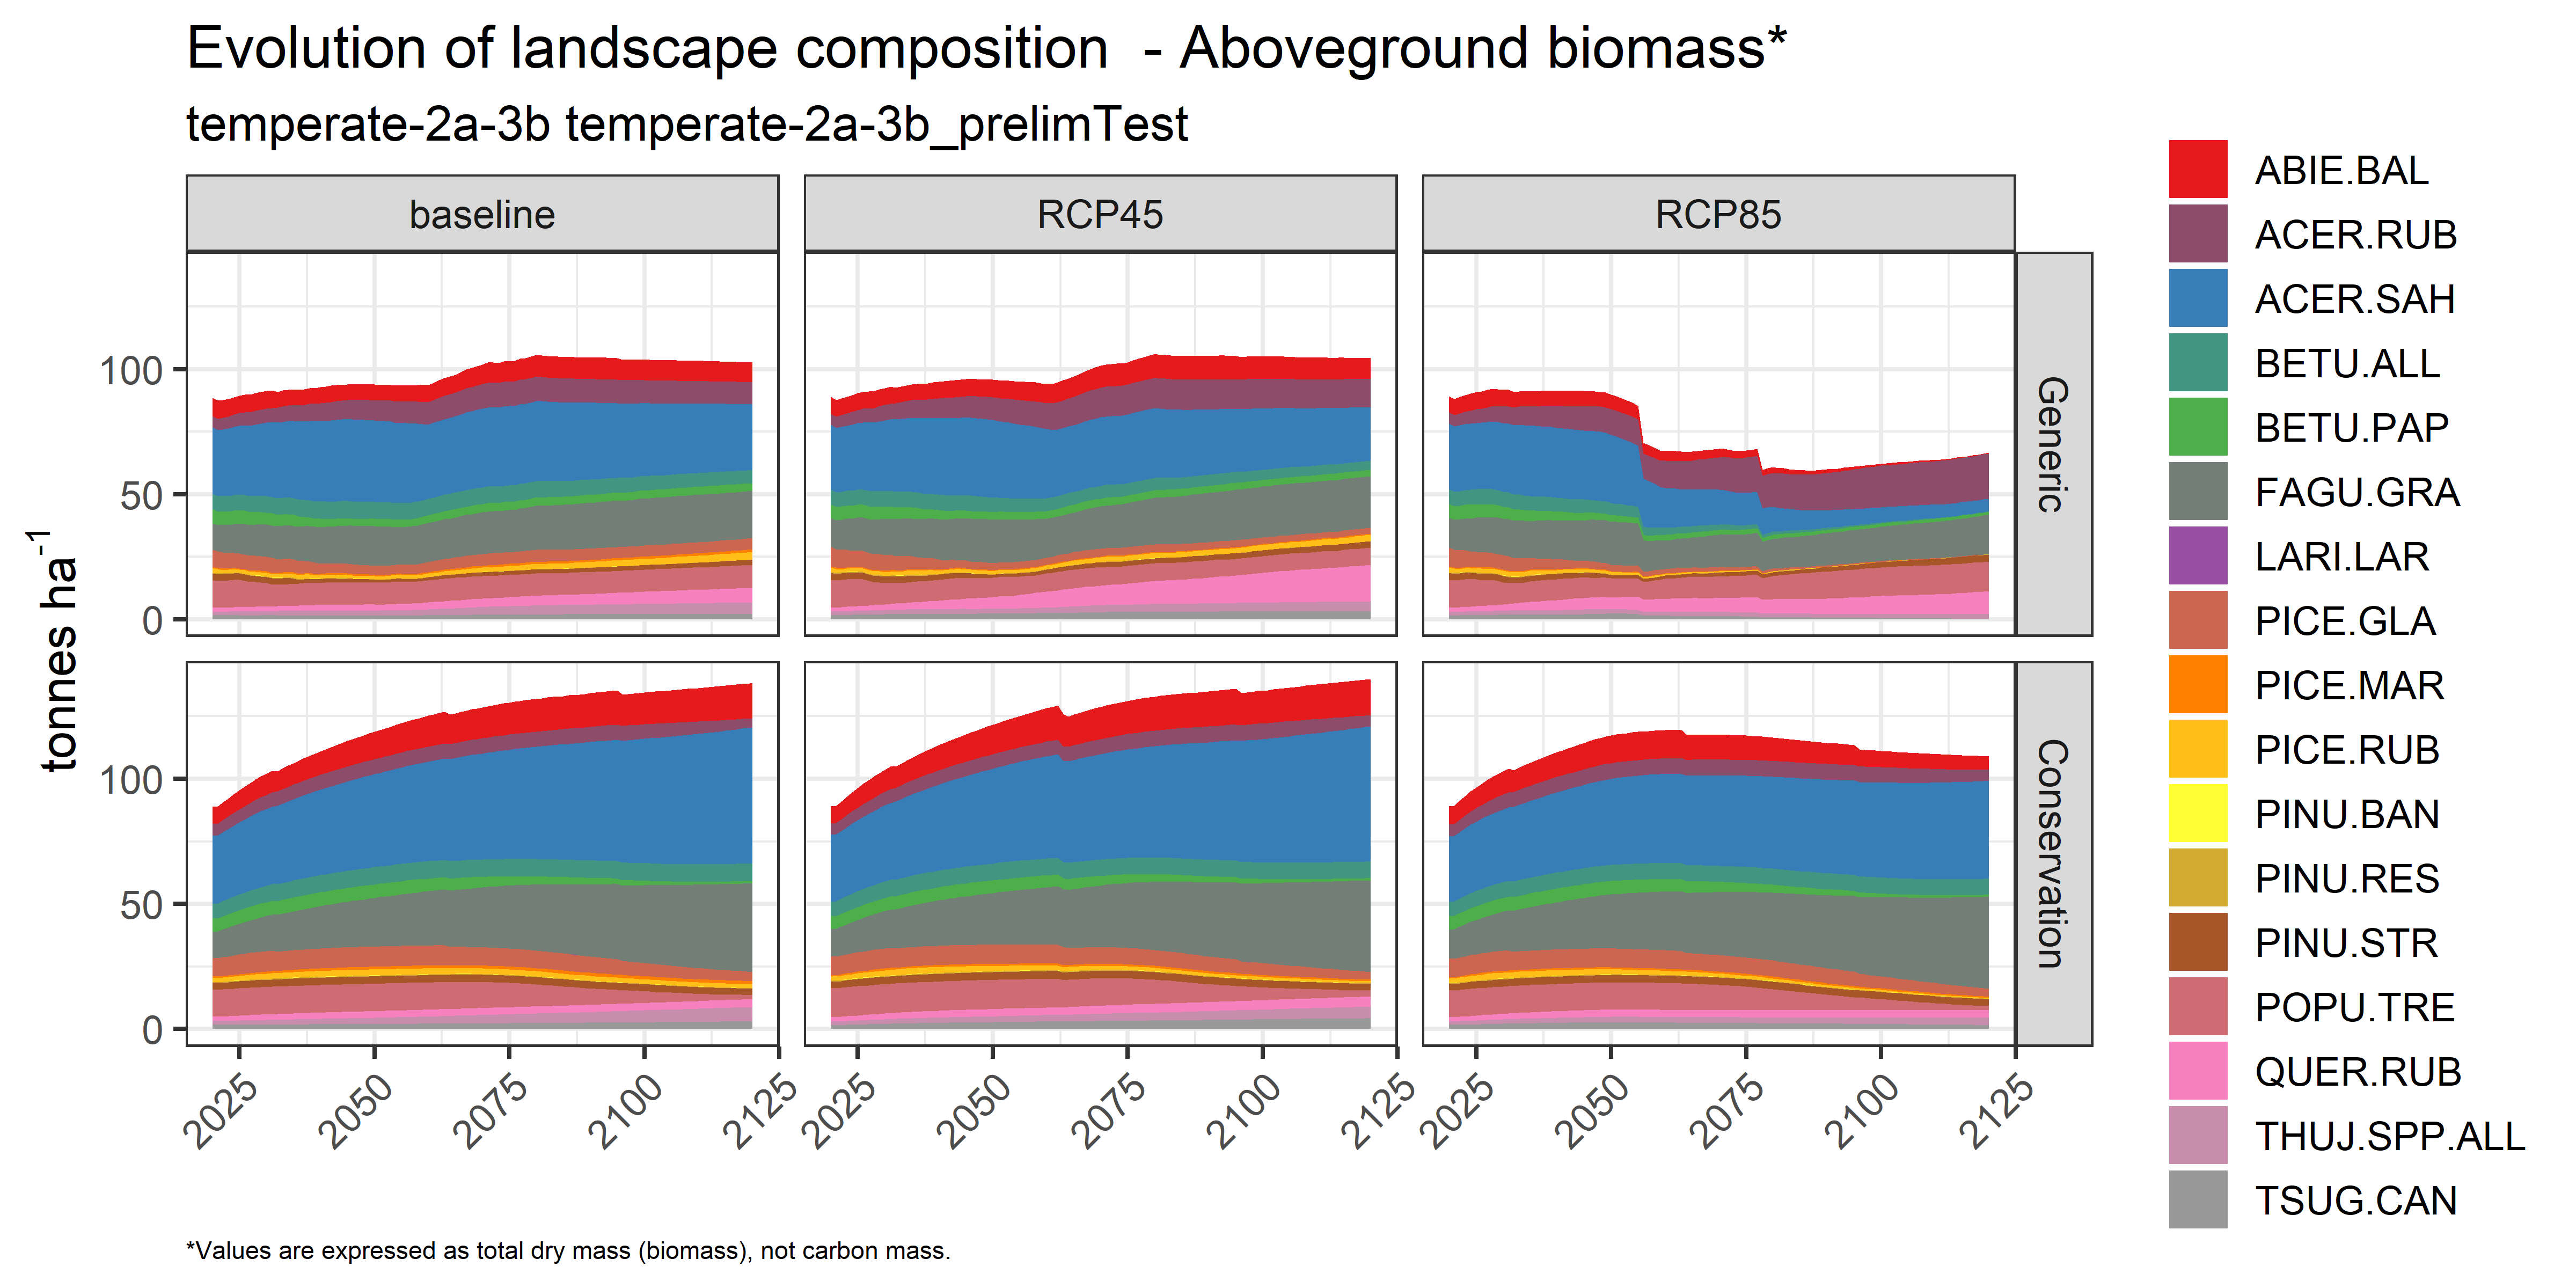 Evolution of landscape composition  - Aboveground biomass*
temperate-2a-3b temperate-2a-3b_prelimTest
baseline
RCP45
RCP85
Generic
Conservation
tonnes ha⁻¹
100
50
0
100
50
0
2025
2050
2075
2100
2125
2025
2050
2075
2100
2125
2025
2050
2075
2100
2125
ABIE.BAL
ACER.RUB
ACER.SAH
BETU.ALL
BETU.PAP
FAGU.GRA
LARI.LAR
PICE.GLA
PICE.MAR
PICE.RUB
PINU.BAN
PINU.RES
PINU.STR
POPU.TRE
QUER.RUB
THUJ.SPP.ALL
TSUG.CAN
*Values are expressed as total dry mass (biomass), not carbon mass.